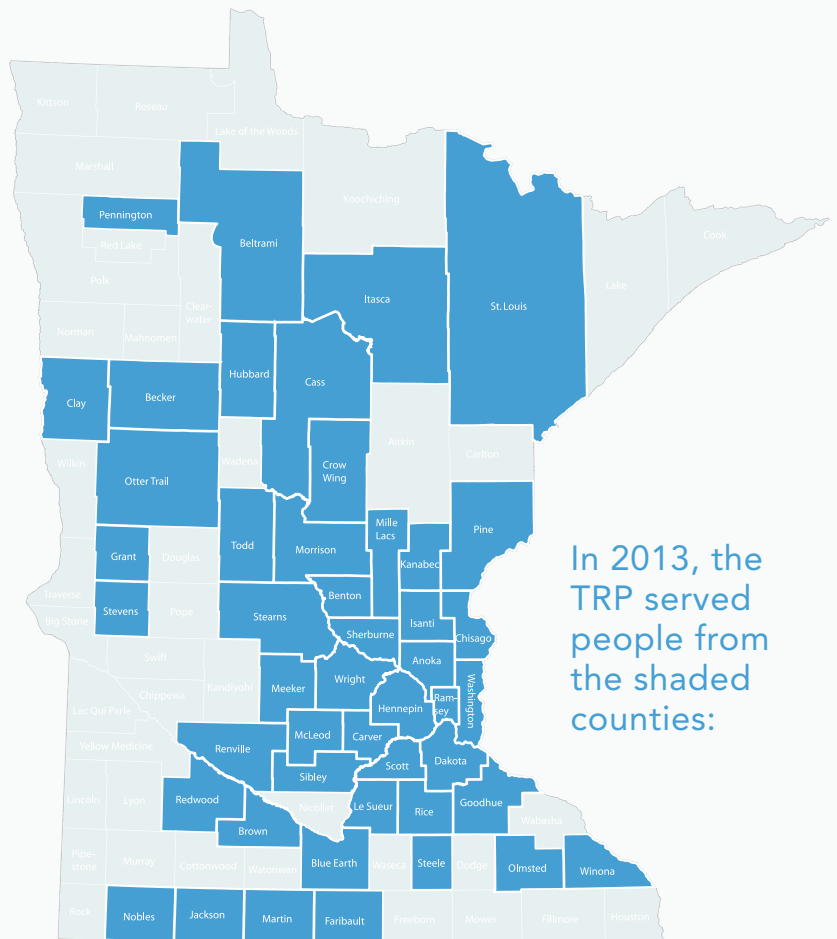 Kittson
Roseau
Lake of the Woods
Marshall
Koochiching
Pennington
Beltrami
Red Lake
Cook
Polk
Lake
Itasca
St. Louis
Clear-
water
Norman
Mahnomen
Hubbard
Cass
Clay
Becker
Aitkin
Carlton
Wilkin
Wadena
Crow
Wing
Otter Trail
Mille
Lacs
Pine
Todd
Morrison
Grant
Douglas
Kanabec
In 2013, the
TRP served
people from
the shaded
counties:
Traverse
Benton
Big Stone
Stevens
Pope
Stearns
Isanti
Sherburne
Chisago
Swift
Anoka
Wright
Kandiyohi
Meeker
Chippewa
Washington
Ram-
sey
Hennepin
Lac Qui Parle
McLeod
Carver
Yellow Medicine
Renville
Scott
Dakota
Sibley
Lincoln
Lyon
Redwood
Nicollet
Le Sueur
Rice
Goodhue
Wabasha
Brown
Pipe-
stone
Murray
Cottonwood
Watonwan
Blue Earth
Waseca
Steele
Dodge
Olmsted
Winona
Rock
Nobles
Jackson
Martin
Faribault
Freeborn
Mower
Fillmore
Houston